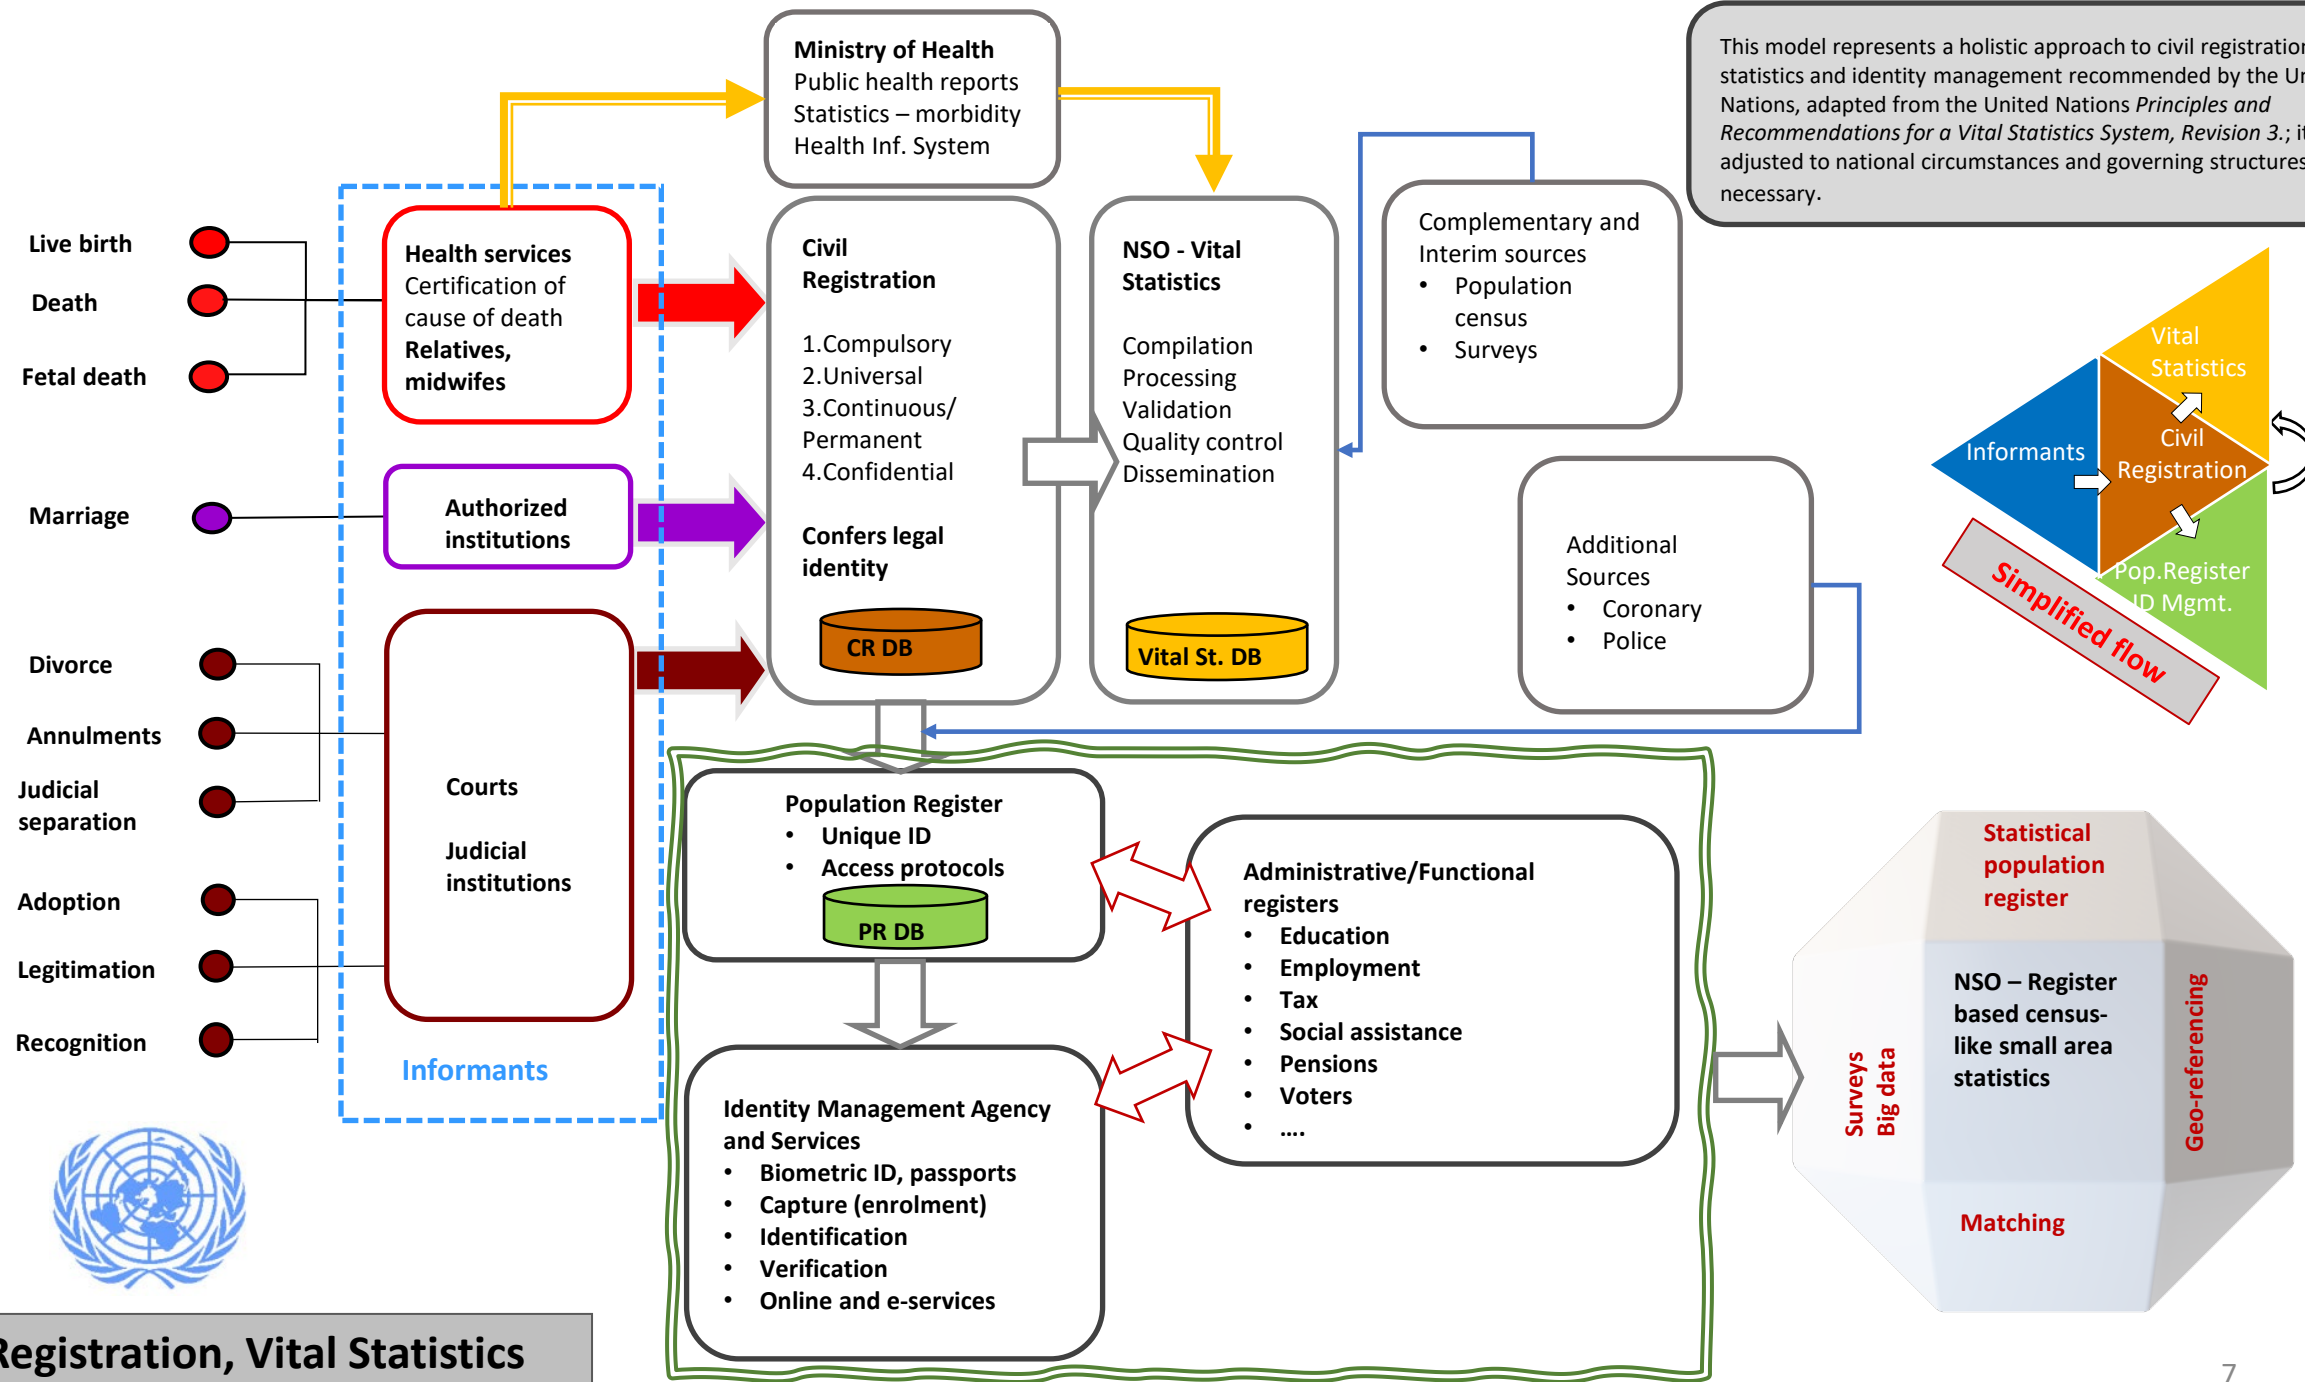 Ministry of Health
Public health reports
Statistics – morbidity
Health Inf. System
This model represents a holistic approach to civil registration
statistics and identity management recommended by the
Nations, adapted from the United Nations Principles and
Recommendations for a Vital Statistics System, Revision 3.;
adjusted to national circumstances and governing structures
necessary.
Live birth
Death
Fetal death
Marriage
Divorce
Annulments
Judicial
separation
Adoption
Legitimation
Recognition
Health services
Certification of
cause of death
Relatives,
midwifes
Authorized
institutions
Courts
Judicial
institutions
Informants
Civil
Registration
1.Compulsory
2.Universal
3.Continuous/
Permanent
4.Confidential
Confers legal
identity
CR DB
NSO - Vital
Statistics
Compilation
Processing
Validation
Quality control
Dissemination
Vital St. DB
Complementary and
Interim sources
• Population
census
• Surveys
Additional
Sources
• Coronary
• Police
Vital
Statistics
Informants
Civil
Registration
Pop.Register
ID Mgmt.
Simplified flow
Population Register
• Unique ID
• Access protocols
PR DB
Administrative/Functional
registers
• Education
• Employment
• Tax
• Social assistance
• Pensions
• Voters
• ....
Identity Management Agency
and Services
• Biometric ID, passports
• Capture (enrolment)
• Identification
• Verification
• Online and e-services
Statistical
population
register
NSO – Register
based census-
like small area
statistics
Surveys
Big data
Geo-referencing
Matching
Registration, Vital Statistics
7